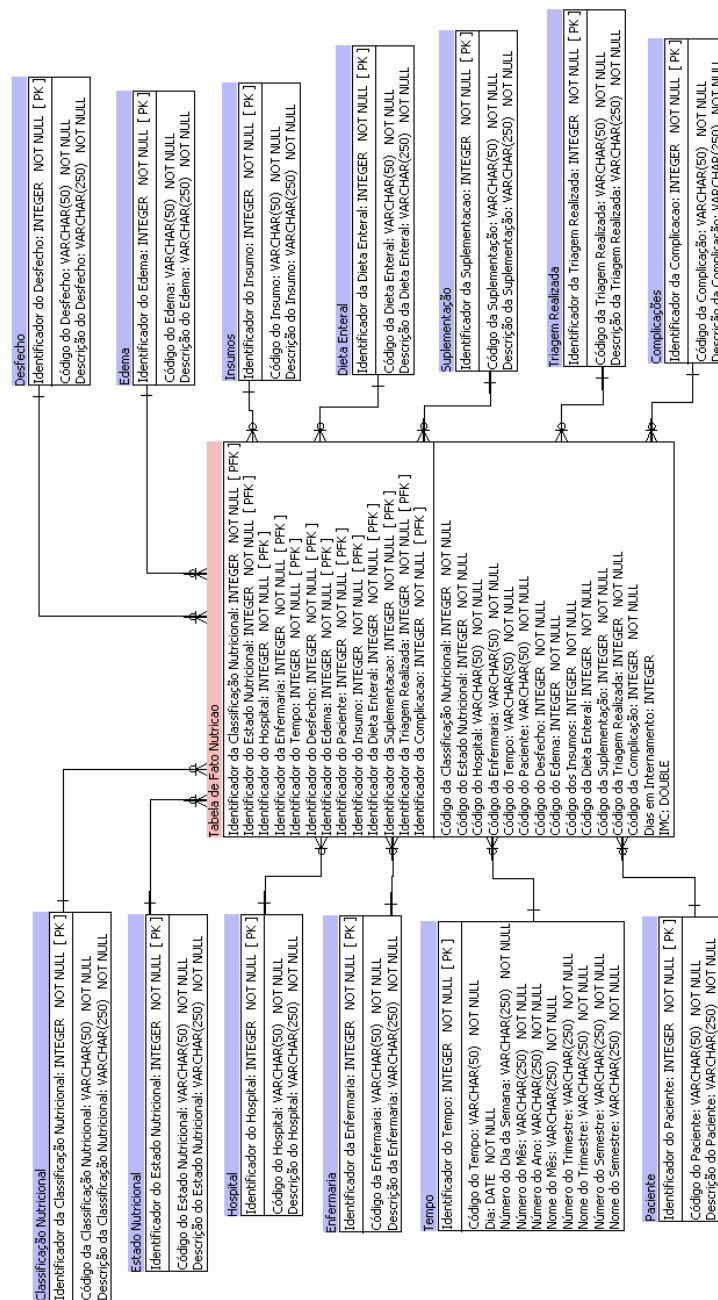 Classificação Nutricional
Identificador da Classificação Nutricional: INTEGER NOT NULL [ PK ]
Código da Classificação Nutricional: VARCHAR(50) NOT NULL
Descrição da Classificação Nutricional: VARCHAR(250) NOT NULL
Estado Nutricional
Identificador do Estado Nutricional: INTEGER NOT NULL [ PK ]
Código do Estado Nutricional: VARCHAR(50) NOT NULL
Descrição do Estado Nutricional: VARCHAR(250) NOT NULL
Hospital
Identificador do Hospital: INTEGER NOT NULL [ PK ]
Código do Hospital: VARCHAR(50) NOT NULL
Descrição do Hospital: VARCHAR(250) NOT NULL
Enfermaria
Identificador da Enfermaria: INTEGER NOT NULL [ PK ]
Código da Enfermaria: VARCHAR(50) NOT NULL
Descrição da Enfermaria: VARCHAR(250) NOT NULL
Tempo
Identificador do Tempo: INTEGER NOT NULL [ PK ]
Código do Tempo: VARCHAR(50) NOT NULL
Dia: DATE NOT NULL
Número do Dia da Semana: VARCHAR(250) NOT NULL
Número do Mês: VARCHAR(250) NOT NULL
Número do Ano: VARCHAR(250) NOT NULL
Nome do Mês: VARCHAR(250) NOT NULL
Número do Trimestre: VARCHAR(250) NOT NULL
Nome do Trimestre: VARCHAR(250) NOT NULL
Número do Semestre: VARCHAR(250) NOT NULL
Nome do Semestre: VARCHAR(250) NOT NULL
Paciente
Identificador do Paciente: INTEGER NOT NULL [ PK ]
Código do Paciente: VARCHAR(50) NOT NULL
Descrição do Paciente: VARCHAR(250) NOT NULL
Tabela de Fato Nutricao
Identificador da Classificação Nutricional: INTEGER NOT NULL [ PFK ]
Identificador do Estado Nutricional: INTEGER NOT NULL [ PFK ]
Identificador do Hospital: INTEGER NOT NULL [ PFK ]
Identificador da Enfermaria: INTEGER NOT NULL [ PFK ]
Identificador do Tempo: INTEGER NOT NULL [ PFK ]
Identificador do Desfecho: INTEGER NOT NULL [ PFK ]
Identificador do Edema: INTEGER NOT NULL [ PFK ]
Identificador do Paciente: INTEGER NOT NULL [ PFK ]
Identificador do Insumo: INTEGER NOT NULL [ PFK ]
Identificador da Dieta Enteral: INTEGER NOT NULL [ PFK ]
Identificador da Suplementacao: INTEGER NOT NULL [ PFK ]
Identificador da Triagem Realizada: INTEGER NOT NULL [ PFK ]
Identificador da Complicacao: INTEGER NOT NULL [ PFK ]
Código da Classificação Nutricional: INTEGER NOT NULL
Código do Estado Nutricional: INTEGER NOT NULL
Código do Hospital: VARCHAR(50) NOT NULL
Código da Enfermaria: VARCHAR(50) NOT NULL
Código do Tempo: VARCHAR(50) NOT NULL
Código do Paciente: VARCHAR(50) NOT NULL
Código do Desfecho: INTEGER NOT NULL
Código do Edema: INTEGER NOT NULL
Código dos Insumos: INTEGER NOT NULL
Código da Dieta Enteral: INTEGER NOT NULL
Código da Suplementação: INTEGER NOT NULL
Código da Triagem Realizada: INTEGER NOT NULL
Código da Complicação: INTEGER NOT NULL
Dias em Internamento: INTEGER
IMC: DOUBLE
Desfecho
Identificador do Desfecho: INTEGER NOT NULL [ PK ]
Código do Desfecho: VARCHAR(50) NOT NULL
Descrição do Desfecho: VARCHAR(250) NOT NULL
Edema
Identificador do Edema: INTEGER NOT NULL [ PK ]
Código do Edema: VARCHAR(50) NOT NULL
Descrição do Edema: VARCHAR(250) NOT NULL
Insumos
Identificador do Insumo: INTEGER NOT NULL [ PK ]
Código do Insumo: VARCHAR(50) NOT NULL
Descrição do Insumo: VARCHAR(250) NOT NULL
Dieta Enteral
Identificador da Dieta Enteral: INTEGER NOT NULL [ PK ]
Código da Dieta Enteral: VARCHAR(50) NOT NULL
Descrição da Dieta Enteral: VARCHAR(250) NOT NULL
Suplementação
Identificador da Suplementacao: INTEGER NOT NULL [ PK ]
Código da Suplementação: VARCHAR(50) NOT NULL
Descrição da Suplementação: VARCHAR(250) NOT NULL
Triagem Realizada
Identificador da Triagem Realizada: INTEGER NOT NULL [ PK ]
Código da Triagem Realizada: VARCHAR(50) NOT NULL
Descrição da Triagem Realizada: VARCHAR(250) NOT NULL
Complicações
Identificador da Complicacao: INTEGER NOT NULL [ PK ]
Código da Complicação: VARCHAR(50) NOT NULL
Descrição da Complicação: VARCHAR(250) NOT NULL